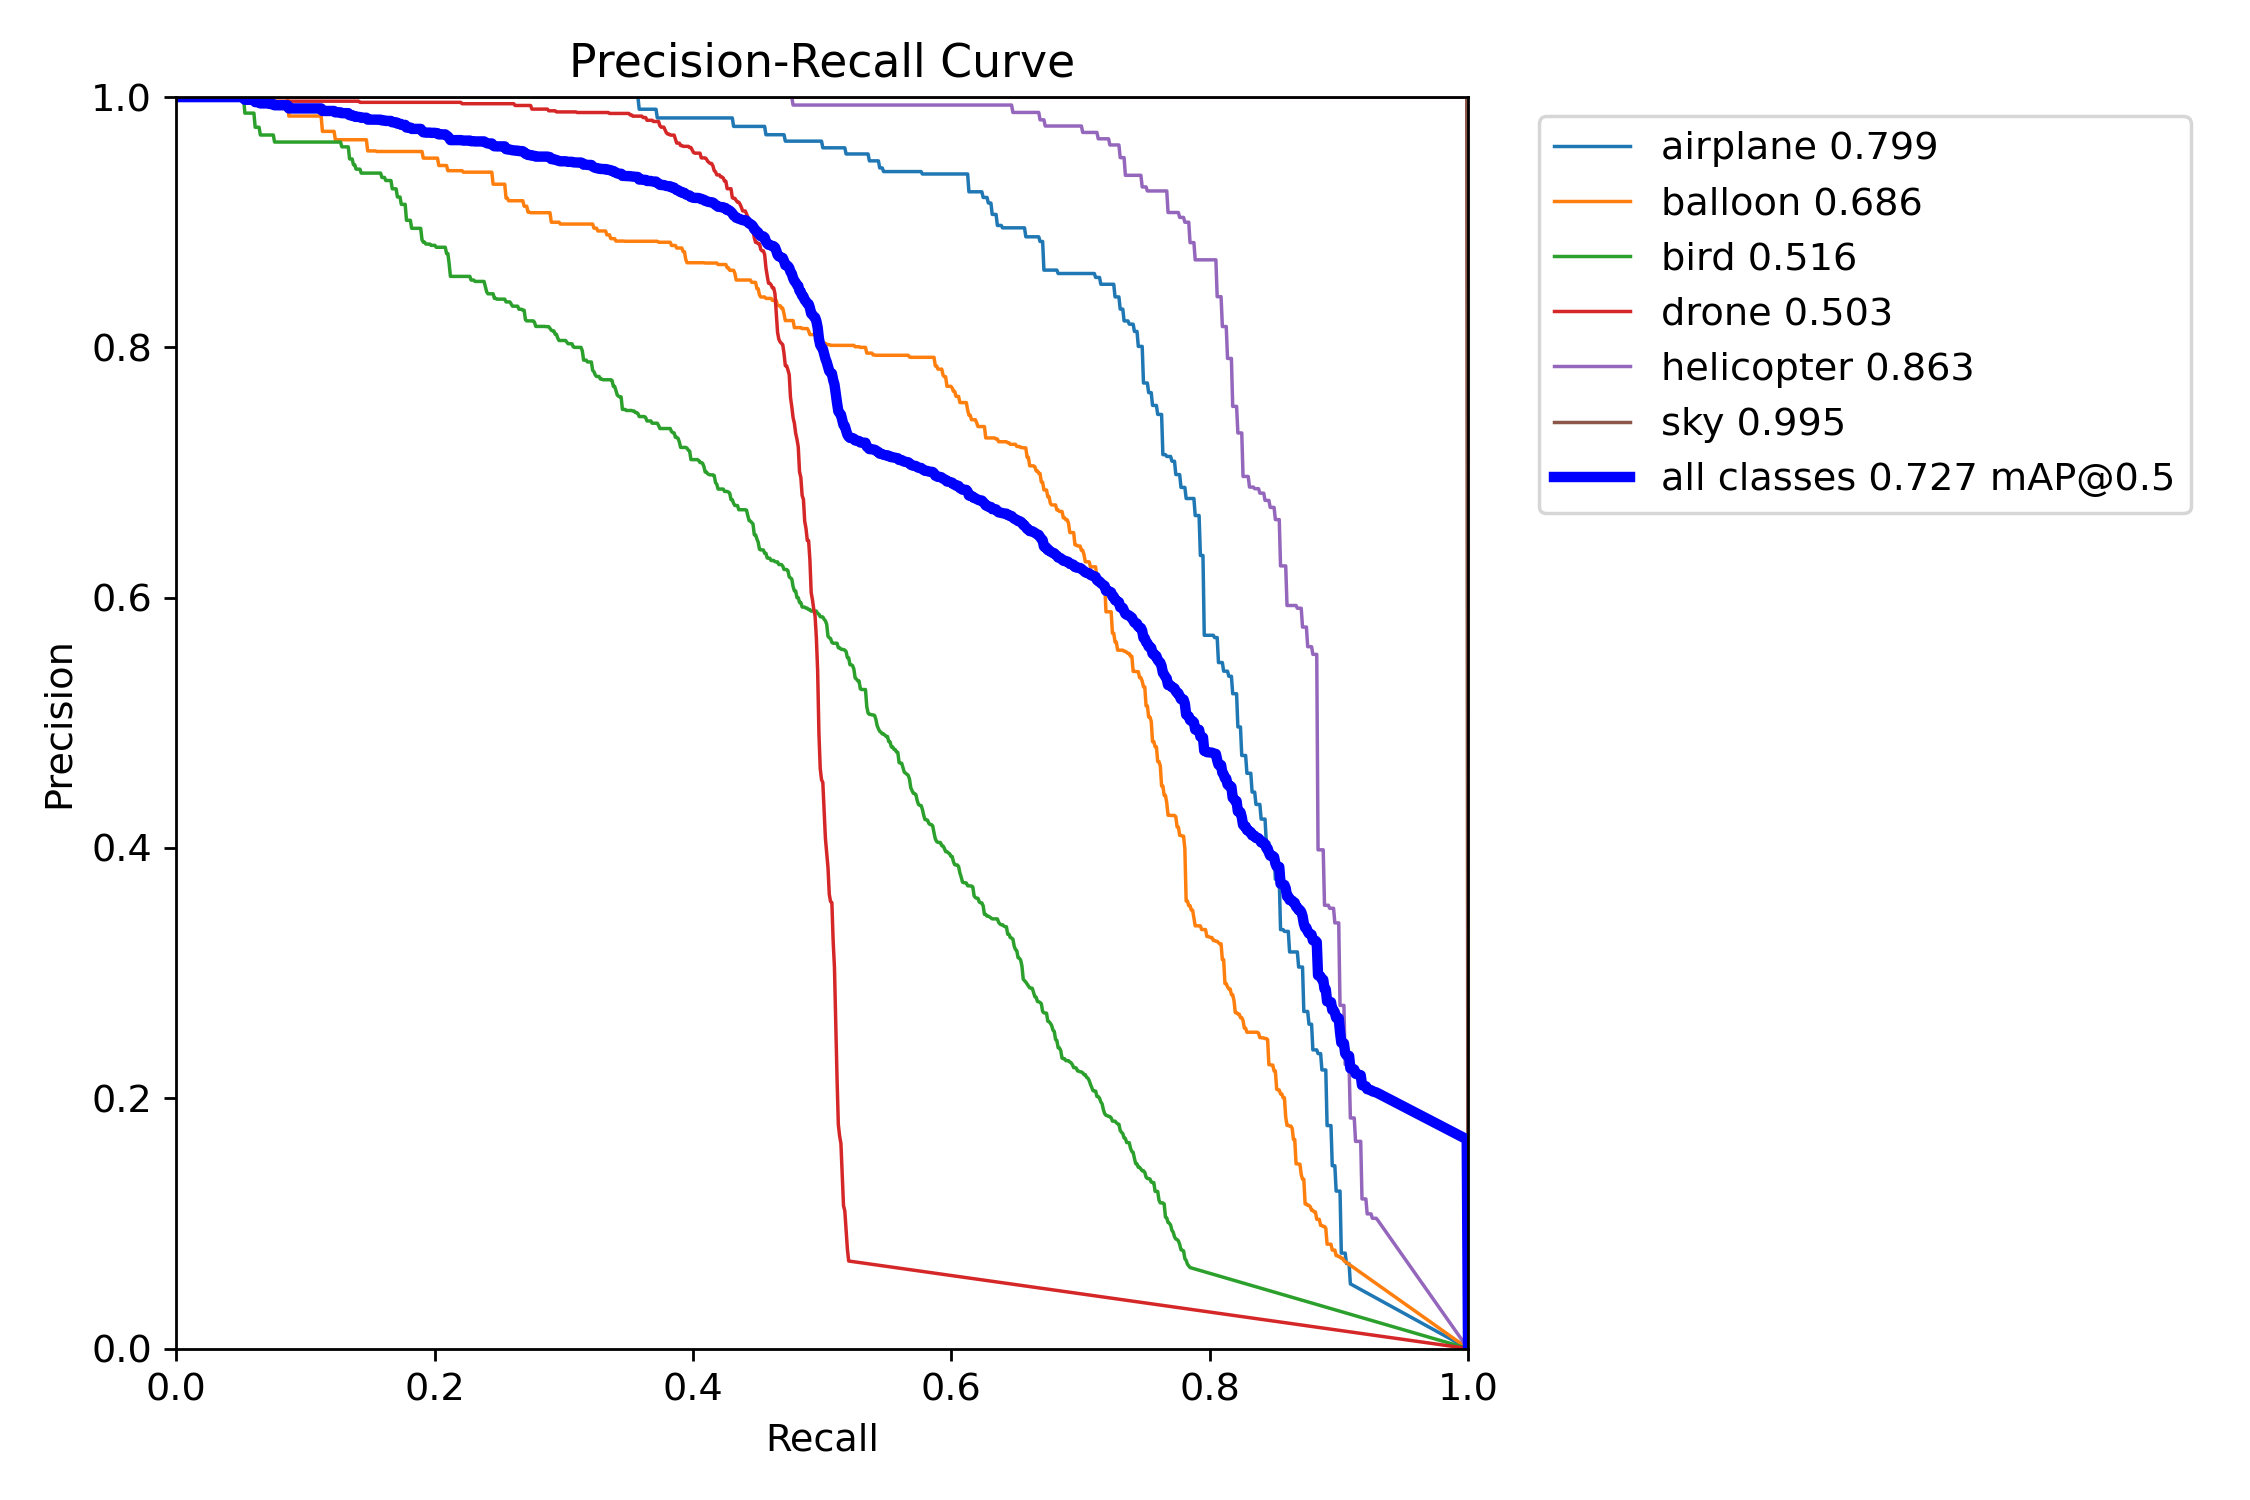 Precision-Recall Curve
1.0
0.8
0.6
0.4
0.2
0.0
Precision
0.0 0.2 0.4 0.6 0.8 1.0
Recall
airplane 0.799
balloon 0.686
bird 0.516
drone 0.503
helicopter 0.863
sky 0.995
all classes 0.727 mAP@0.5